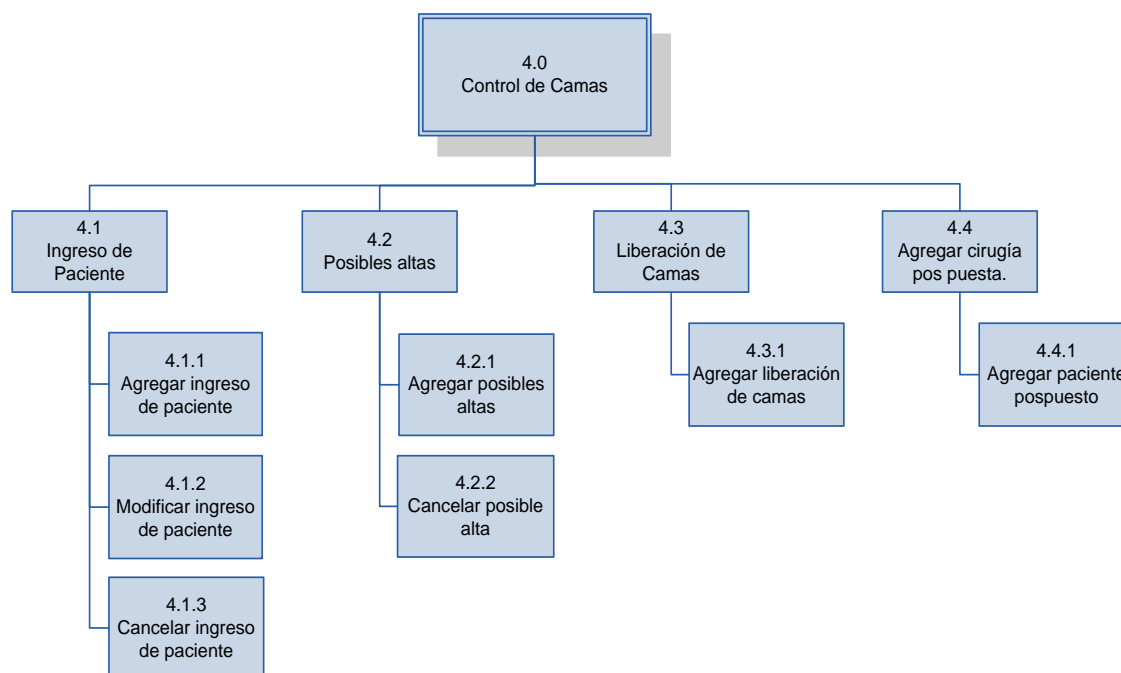 4.0
Control de Camas
4.1
Ingreso de
Paciente
4.2
Posibles altas
4.3
Liberación de
Camas
4.4
Agregar cirugía
pos puesta.
4.1.1
Agregar ingreso
de paciente
4.2.1
Agregar posibles
altas
4.3.1
Agregar liberación
de camas
4.4.1
Agregar paciente
pospuesto
4.1.2
Modificar ingreso
de paciente
4.2.2
Cancelar posible
alta
4.1.3
Cancelar ingreso
de paciente